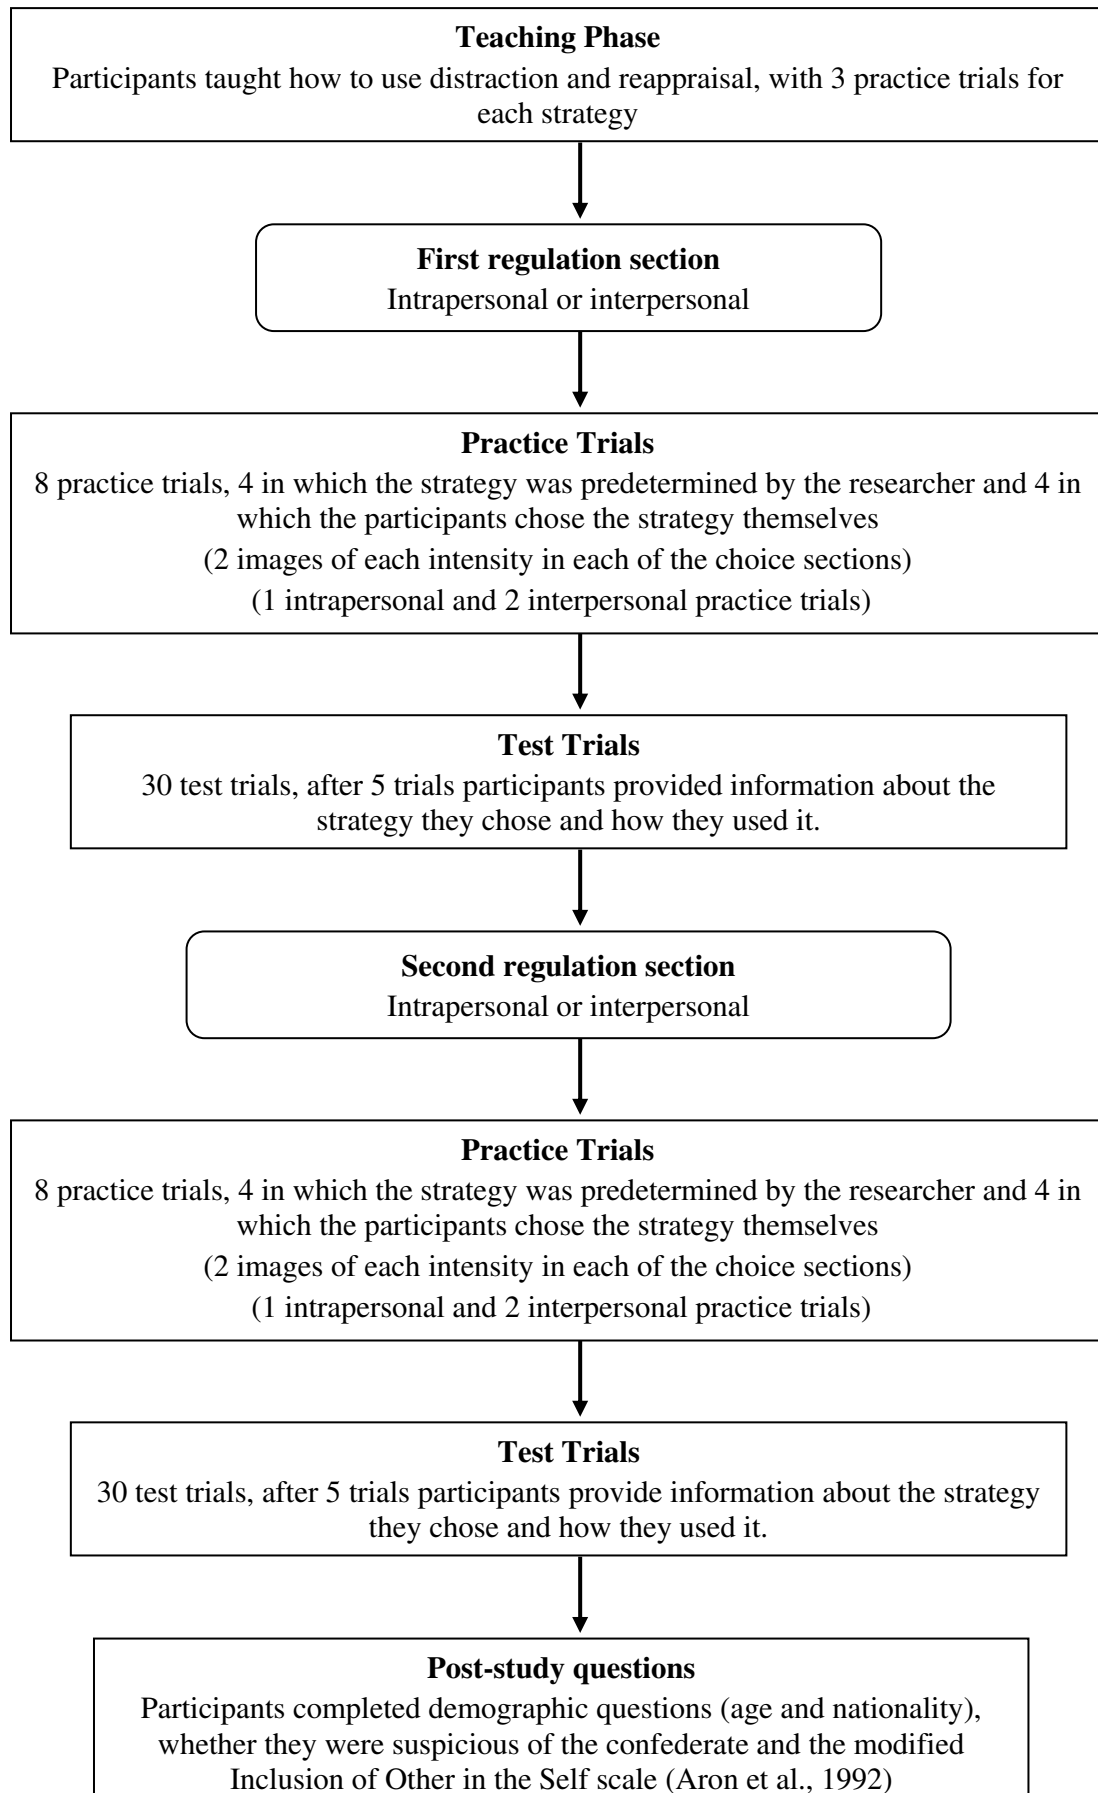 Teaching Phase
Participants taught how to use distraction and reappraisal, with 3 practice trials for
each strategy
First regulation section
Intrapersonal or interpersonal
Practice Trials
8 practice trials, 4 in which the strategy was predetermined by the researcher and 4 in
which the participants chose the strategy themselves
(2 images of each intensity in each of the choice sections)
(1 intrapersonal and 2 interpersonal practice trials)
Test Trials
30 test trials, after 5 trials participants provided information about the
strategy they chose and how they used it.
Second regulation section
Intrapersonal or interpersonal
Practice Trials
8 practice trials, 4 in which the strategy was predetermined by the researcher and 4 in
which the participants chose the strategy themselves
(2 images of each intensity in each of the choice sections)
(1 intrapersonal and 2 interpersonal practice trials)
Test Trials
30 test trials, after 5 trials participants provide information about the strategy
they chose and how they used it.
Post-study questions
Participants completed demographic questions (age and nationality),
whether they were suspicious of the confederate and the modified
Inclusion of Other in the Self scale (Aron et al., 1992)